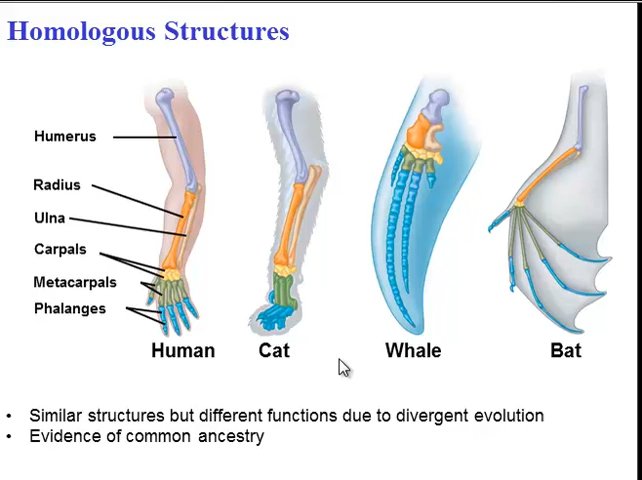 Homologous Structures
Humerus
Radius
Ulna
Carpals
Metacarpals
Phalanges
Human
Cat
Whale
Bat
• Similar structures but different functions due to divergent evolution
• Evidence of common ancestry